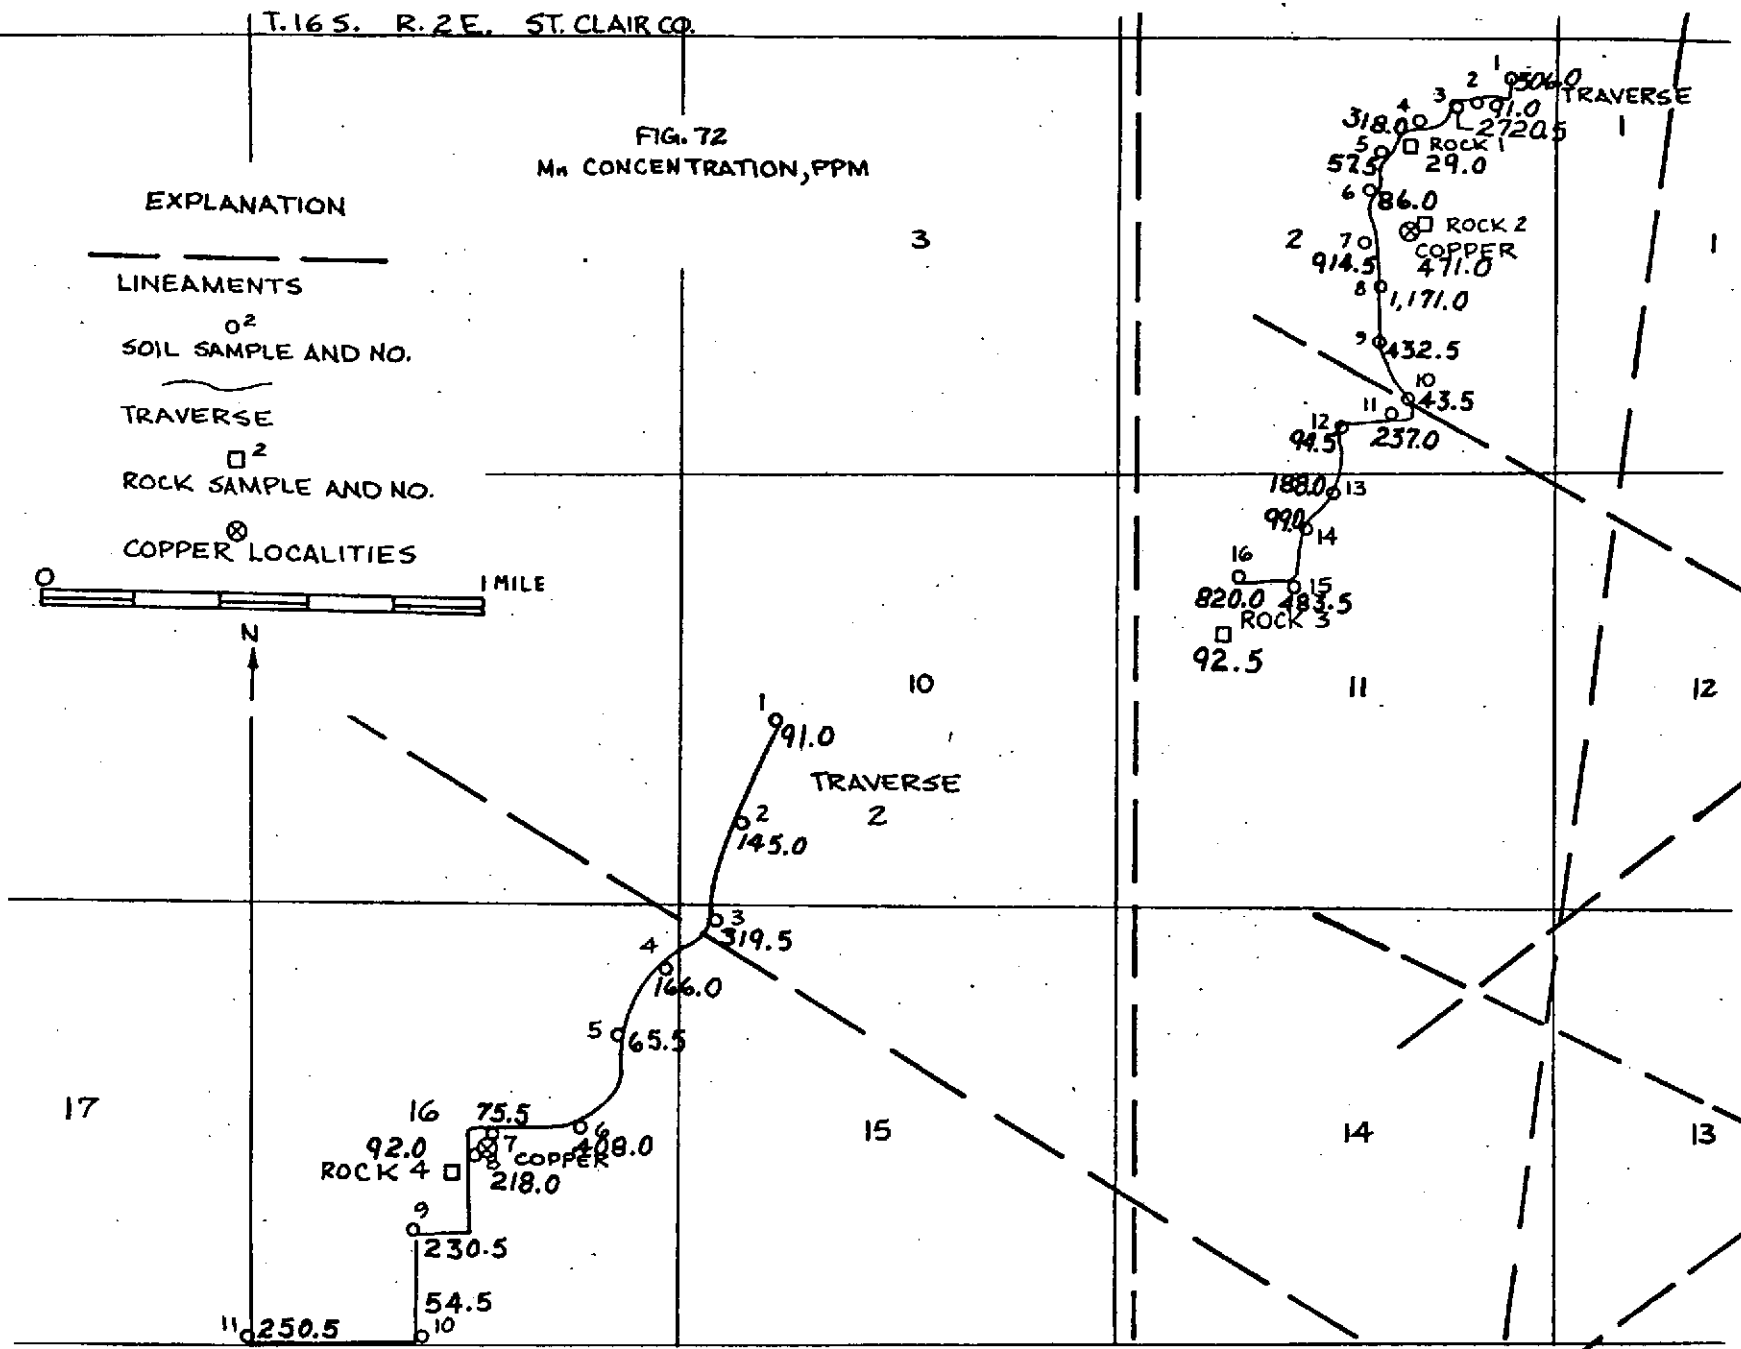 T.16 S. R. 2 E. ST. CLAIR CO.
FIG. 72
Mn CONCENTRATION, PPM
EXPLANATION
LINEAMENTS
2
SOIL SAMPLE AND NO.
TRAVERSE
2
ROCK SAMPLE AND NO.
COPPER LOCALITIES
0 1 MILE
N
TRAVERSE
1
1 506.0
2 91.0
3 2720.5
4 318.0
ROCK 1
29.0
5 57.5
6 86.0
ROCK 2
COPPER
471.0
7 914.5
8 1,171.0
9 432.5
10 43.5
11 237.0
12 94.5
13 188.0
14 99.0
15 483.5
16 820.0
ROCK 3
92.5
3
2
1
10
11
12
1 91.0
TRAVERSE
2
2 145.0
3 319.5
4 166.0
5 65.5
6 408.0
75.5
7
COPPER
8
218.0
92.0
ROCK 4
9 230.5
54.5
10
11 250.5
17
16
15
14
13